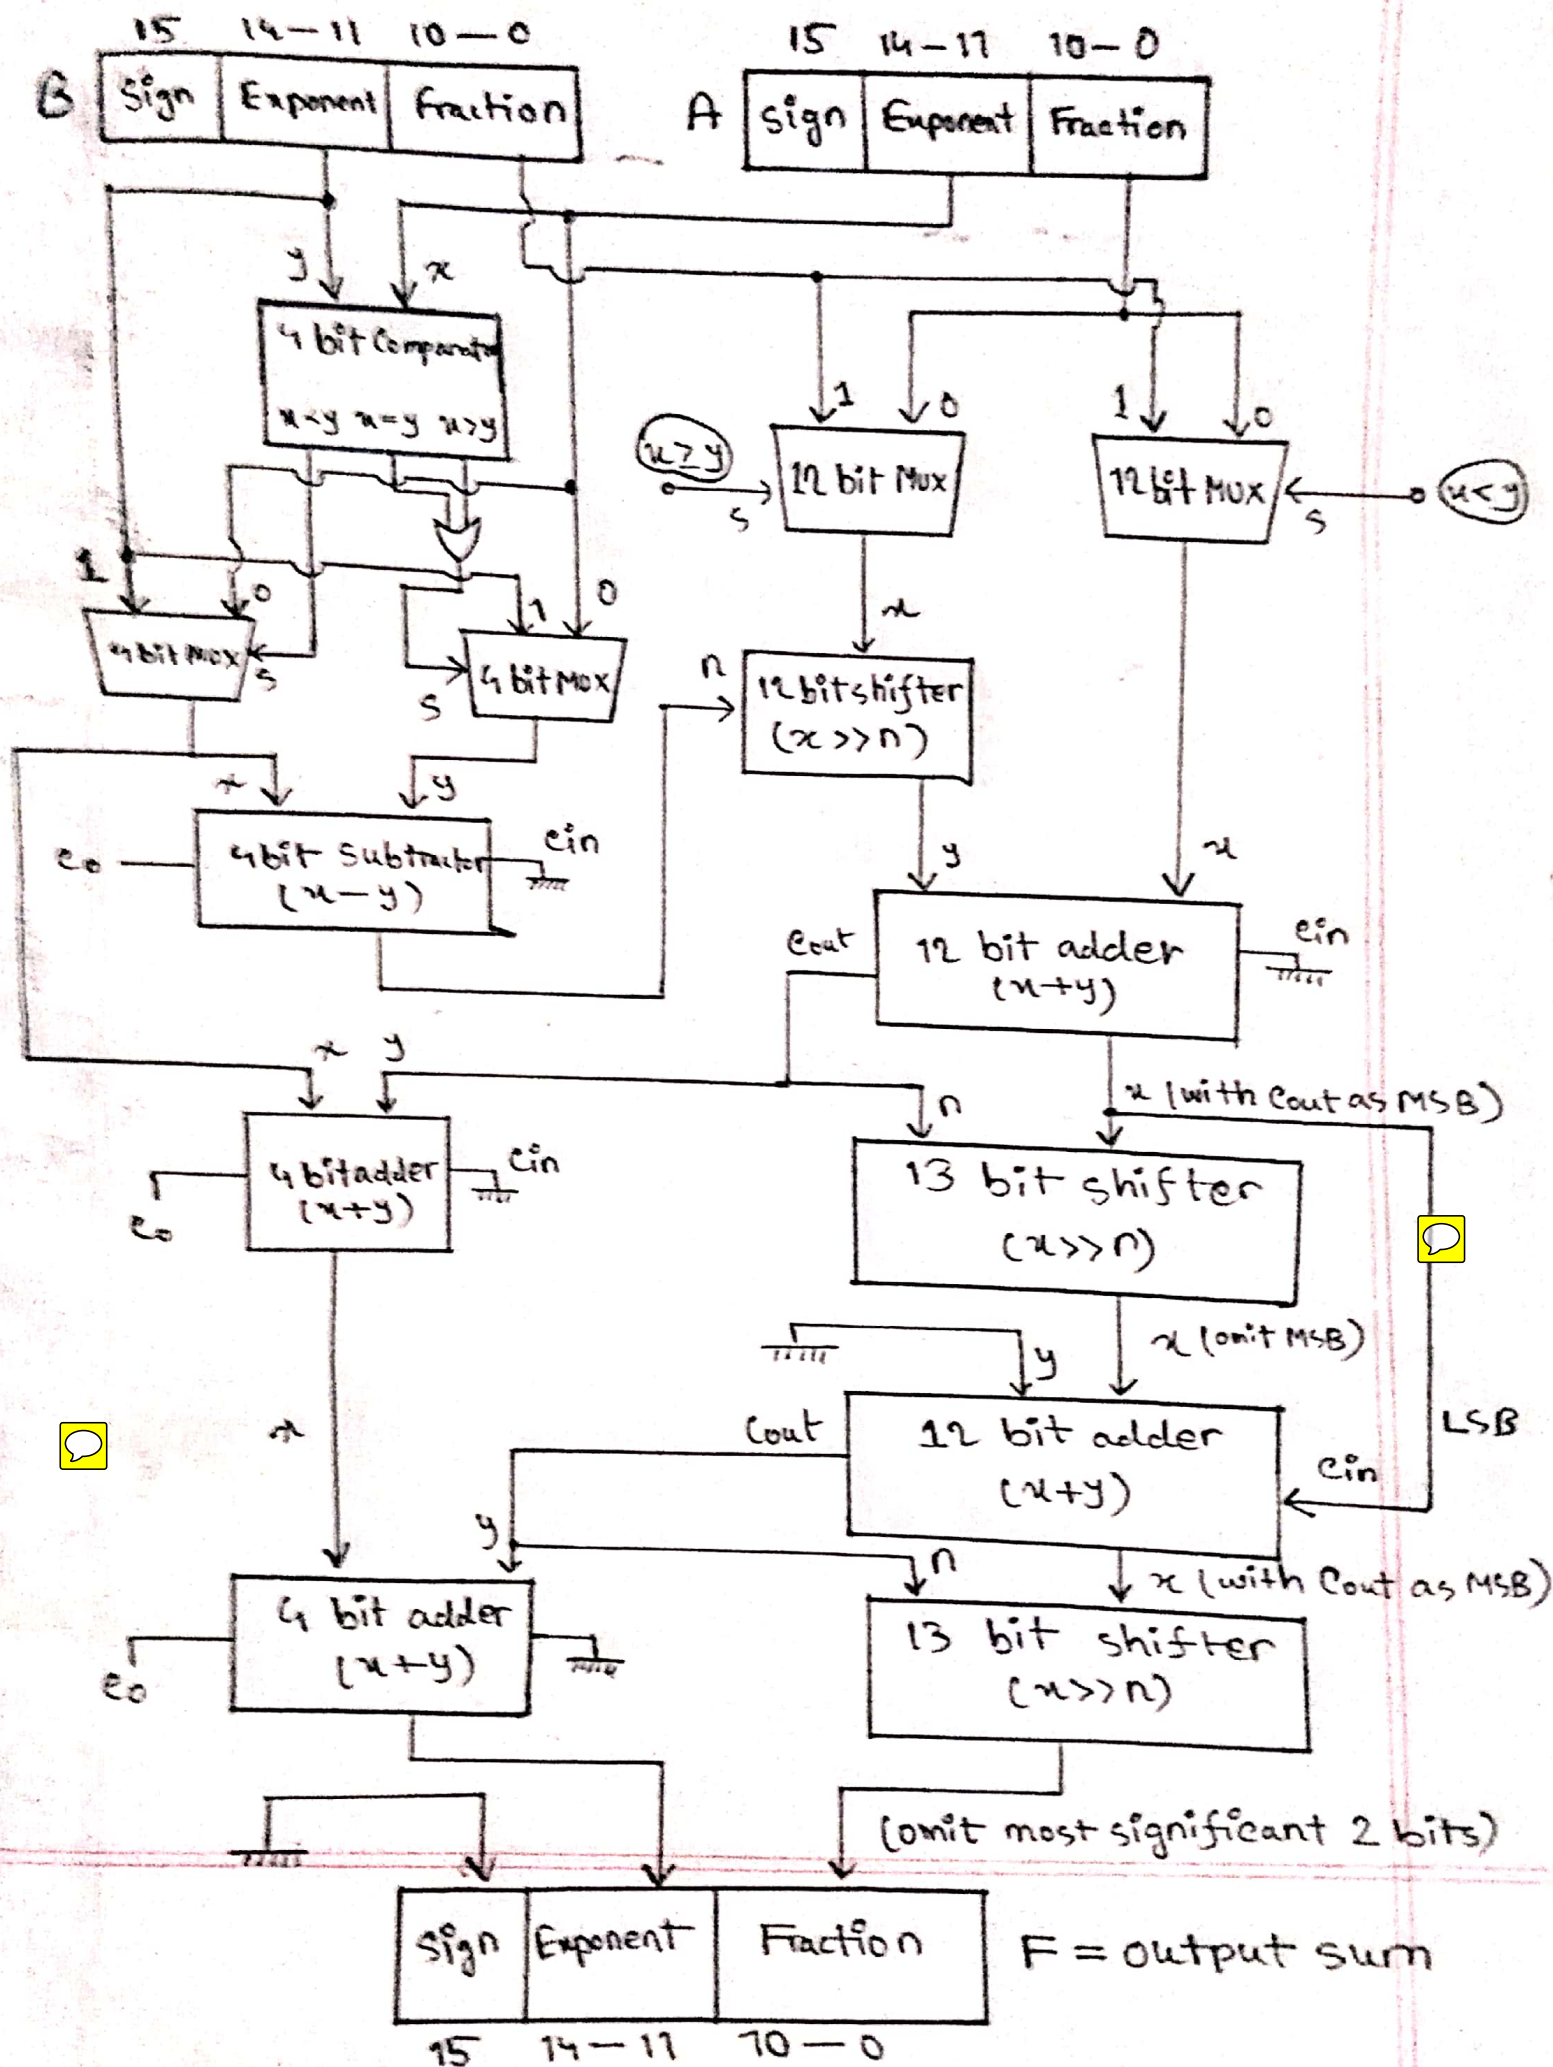 15 14-11 10-0
15 14-11 10-0
B Sign Exponent fraction
A sign Exponent Fraction
y x
4 bit Comparator
x<y x=y x>y
1 0
1 0
x≥y
12 bit Mux
S
12 bit MUX
S
x<y
1 0
1 0
4 bit Mux
S
4 bit Mux
S
x
n
12 bit shifter
(x>>n)
x y
4 bit Subtractor
(x-y)
co
cin
y x
12 bit adder
(x+y)
Cout
cin
x y
x (with Cout as MSB)
n
4 bit adder
(x+y)
co
cin
13 bit shifter
(x>>n)
x (omit MSB)
y
LSB
Cout
12 bit adder
(x+y)
cin
x
y
n
x (with Cout as MSB)
4 bit adder
(x+y)
co
13 bit shifter
(x>>n)
(omit most significant 2 bits)
Sign Exponent Fraction
F = output sum
15 14-11 10-0